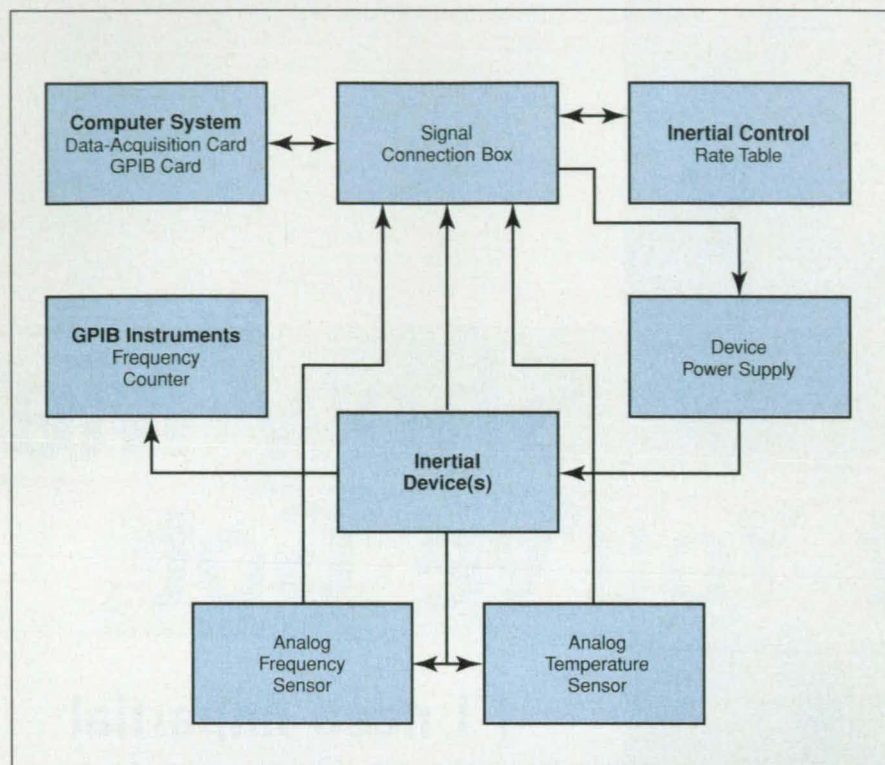 Computer System
Data-Acquisition Card
GPIB Card
Signal
Connection Box
Inertial Control
Rate Table
GPIB Instruments
Frequency
Counter
Device
Power Supply
Inertial
Device(s)
Analog
Frequency
Sensor
Analog
Temperature
Sensor